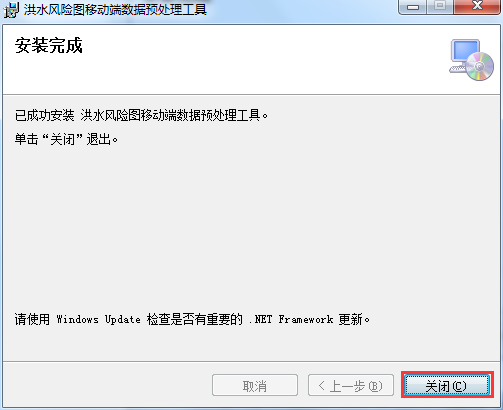 洪水风险图移动端数据预处理工具
安装完成
已成功安装 洪水风险图移动端数据预处理工具。
单击“关闭”退出。
请使用 Windows Update 检查是否有重要的 .NET Framework 更新。
取消 < 上一步(B) 关闭(C)